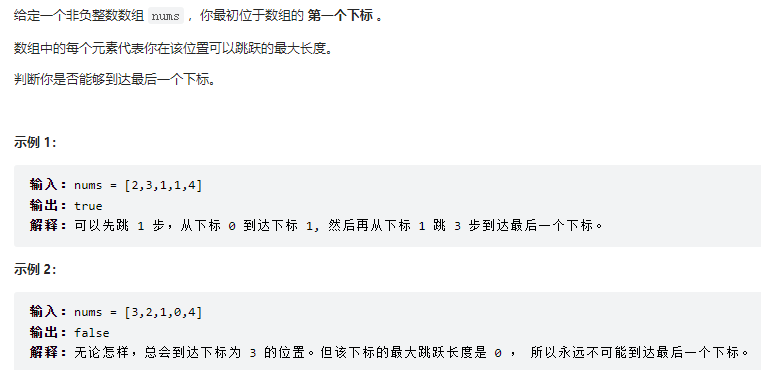 给定一个非负整数数组 nums ，你最初位于数组的 第一个下标 。
数组中的每个元素代表你在该位置可以跳跃的最大长度。
判断你是否能够到达最后一个下标。
示例 1：
输入：nums = [2,3,1,1,4]
输出：true
解释：可以先跳 1 步，从下标 0 到达下标 1, 然后再从下标 1 跳 3 步到达最后一个下标。
示例 2：
输入：nums = [3,2,1,0,4]
输出：false
解释：无论怎样，总会到达下标为 3 的位置。但该下标的最大跳跃长度是 0 ， 所以永远不可能到达最后一个下标。